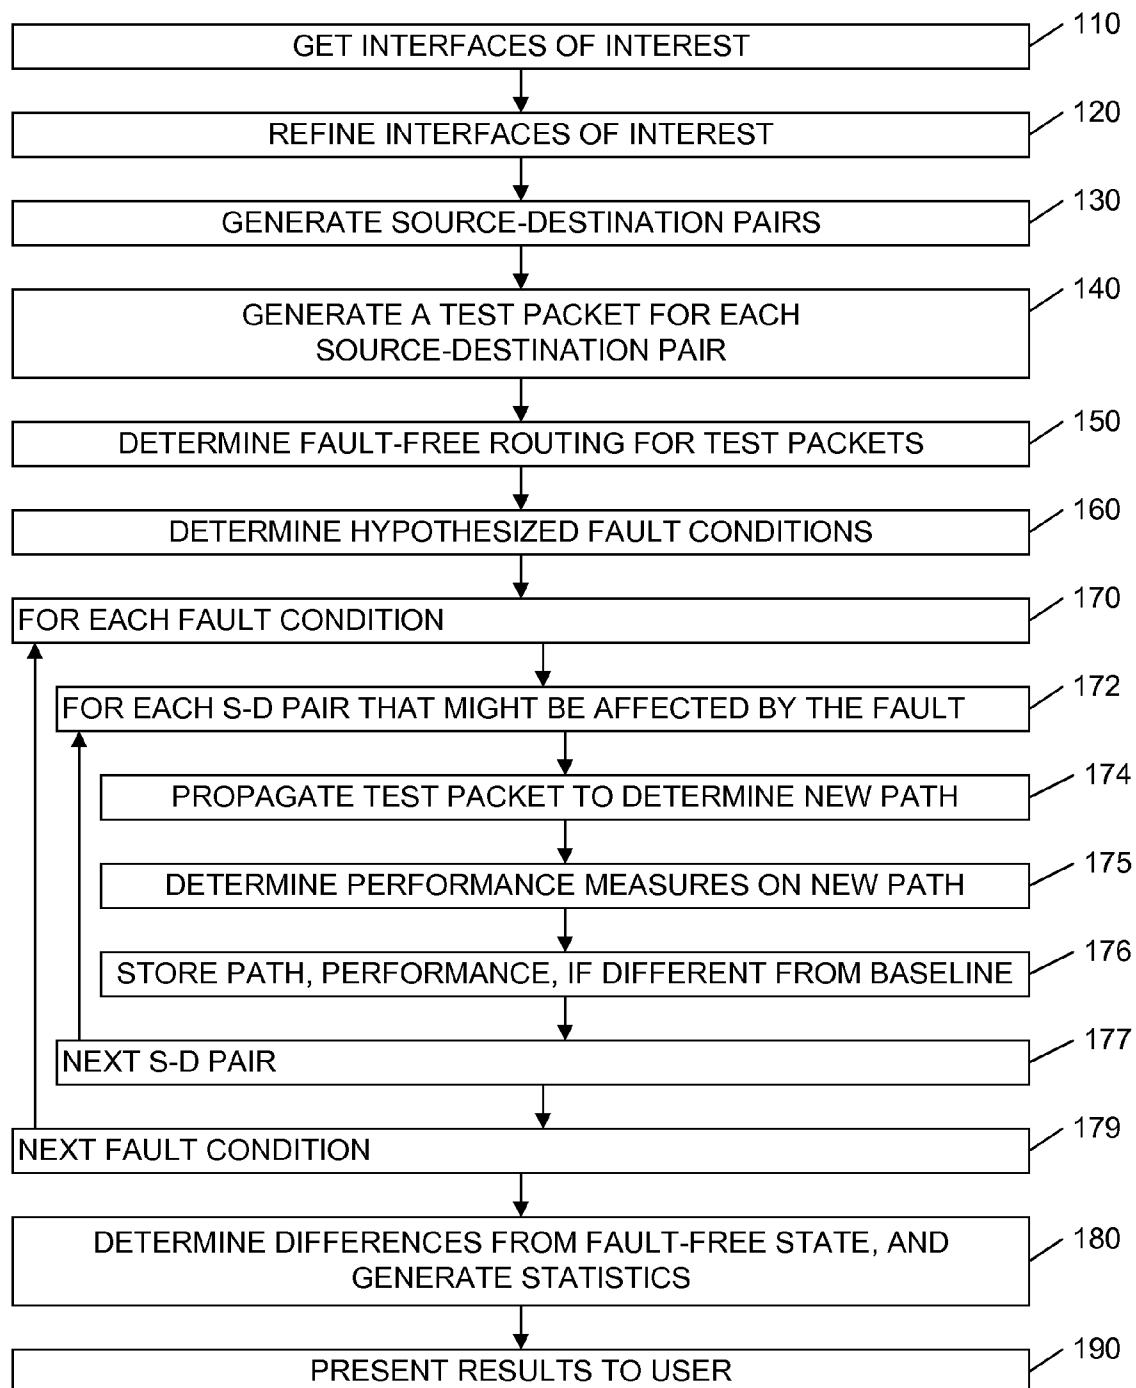 GET INTERFACES OF INTEREST
110
REFINE INTERFACES OF INTEREST
120
GENERATE SOURCE-DESTINATION PAIRS
130
GENERATE A TEST PACKET FOR EACH
SOURCE-DESTINATION PAIR
140
DETERMINE FAULT-FREE ROUTING FOR TEST PACKETS
150
DETERMINE HYPOTHESIZED FAULT CONDITIONS
160
FOR EACH FAULT CONDITION
170
FOR EACH S-D PAIR THAT MIGHT BE AFFECTED BY THE FAULT
172
PROPAGATE TEST PACKET TO DETERMINE NEW PATH
174
DETERMINE PERFORMANCE MEASURES ON NEW PATH
175
STORE PATH, PERFORMANCE, IF DIFFERENT FROM BASELINE
176
NEXT S-D PAIR
177
NEXT FAULT CONDITION
179
DETERMINE DIFFERENCES FROM FAULT-FREE STATE, AND
GENERATE STATISTICS
180
PRESENT RESULTS TO USER
190